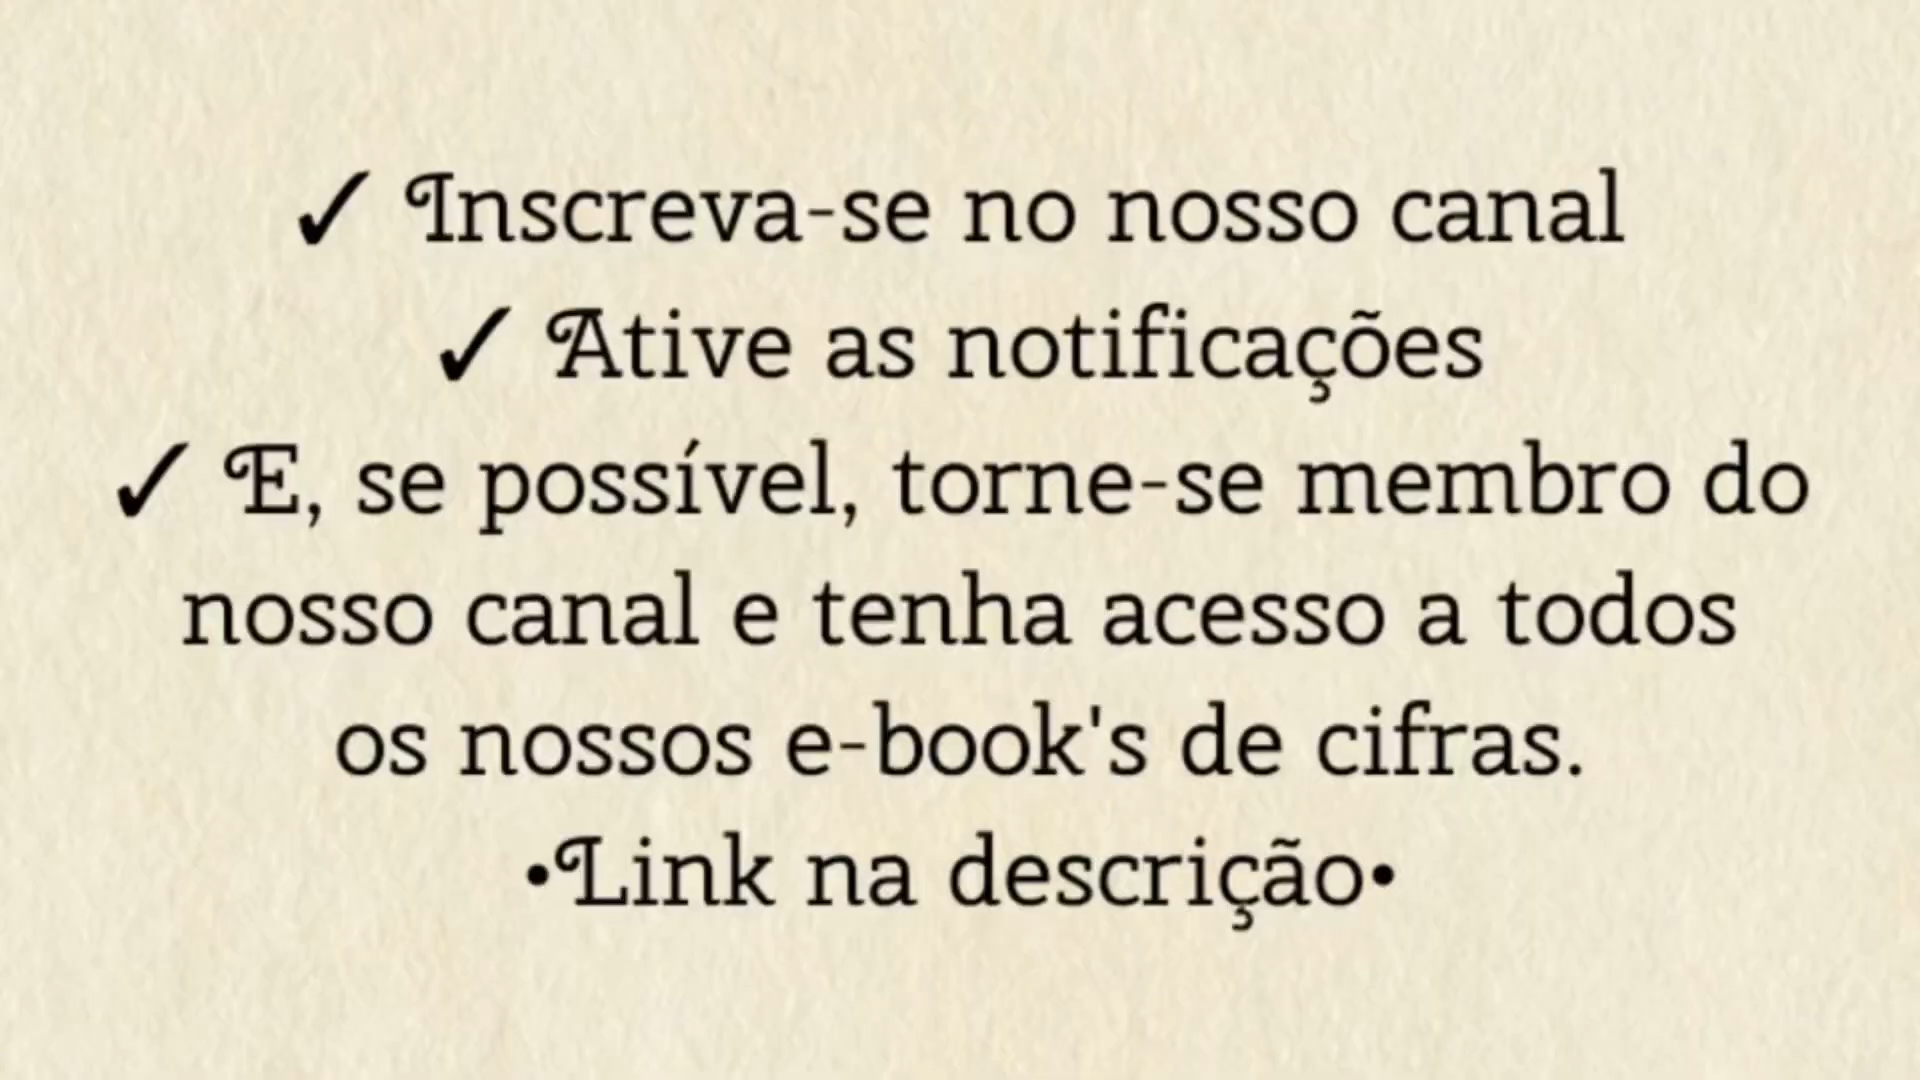 ✓ Inscreva-se no nosso canal
✓ Ative as notificações
✓ E, se possível, torne-se membro do
nosso canal e tenha acesso a todos
os nossos e-book's de cifras.
•Link na descrição•